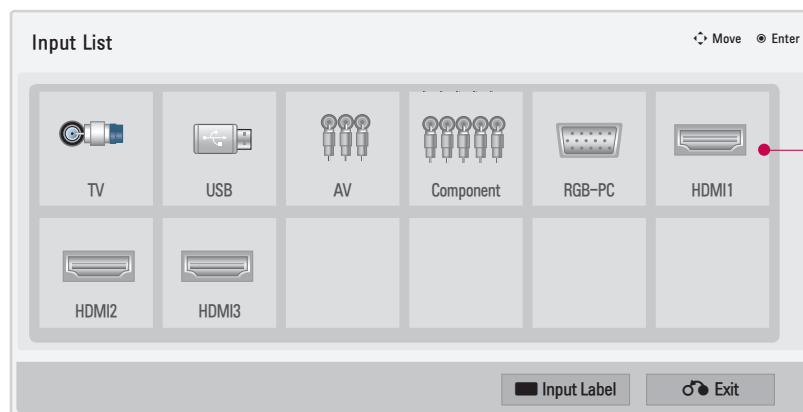 Input List
Move Enter
TV USB AV Component RGB-PC HDMI1
HDMI2 HDMI3
Input Label Exit